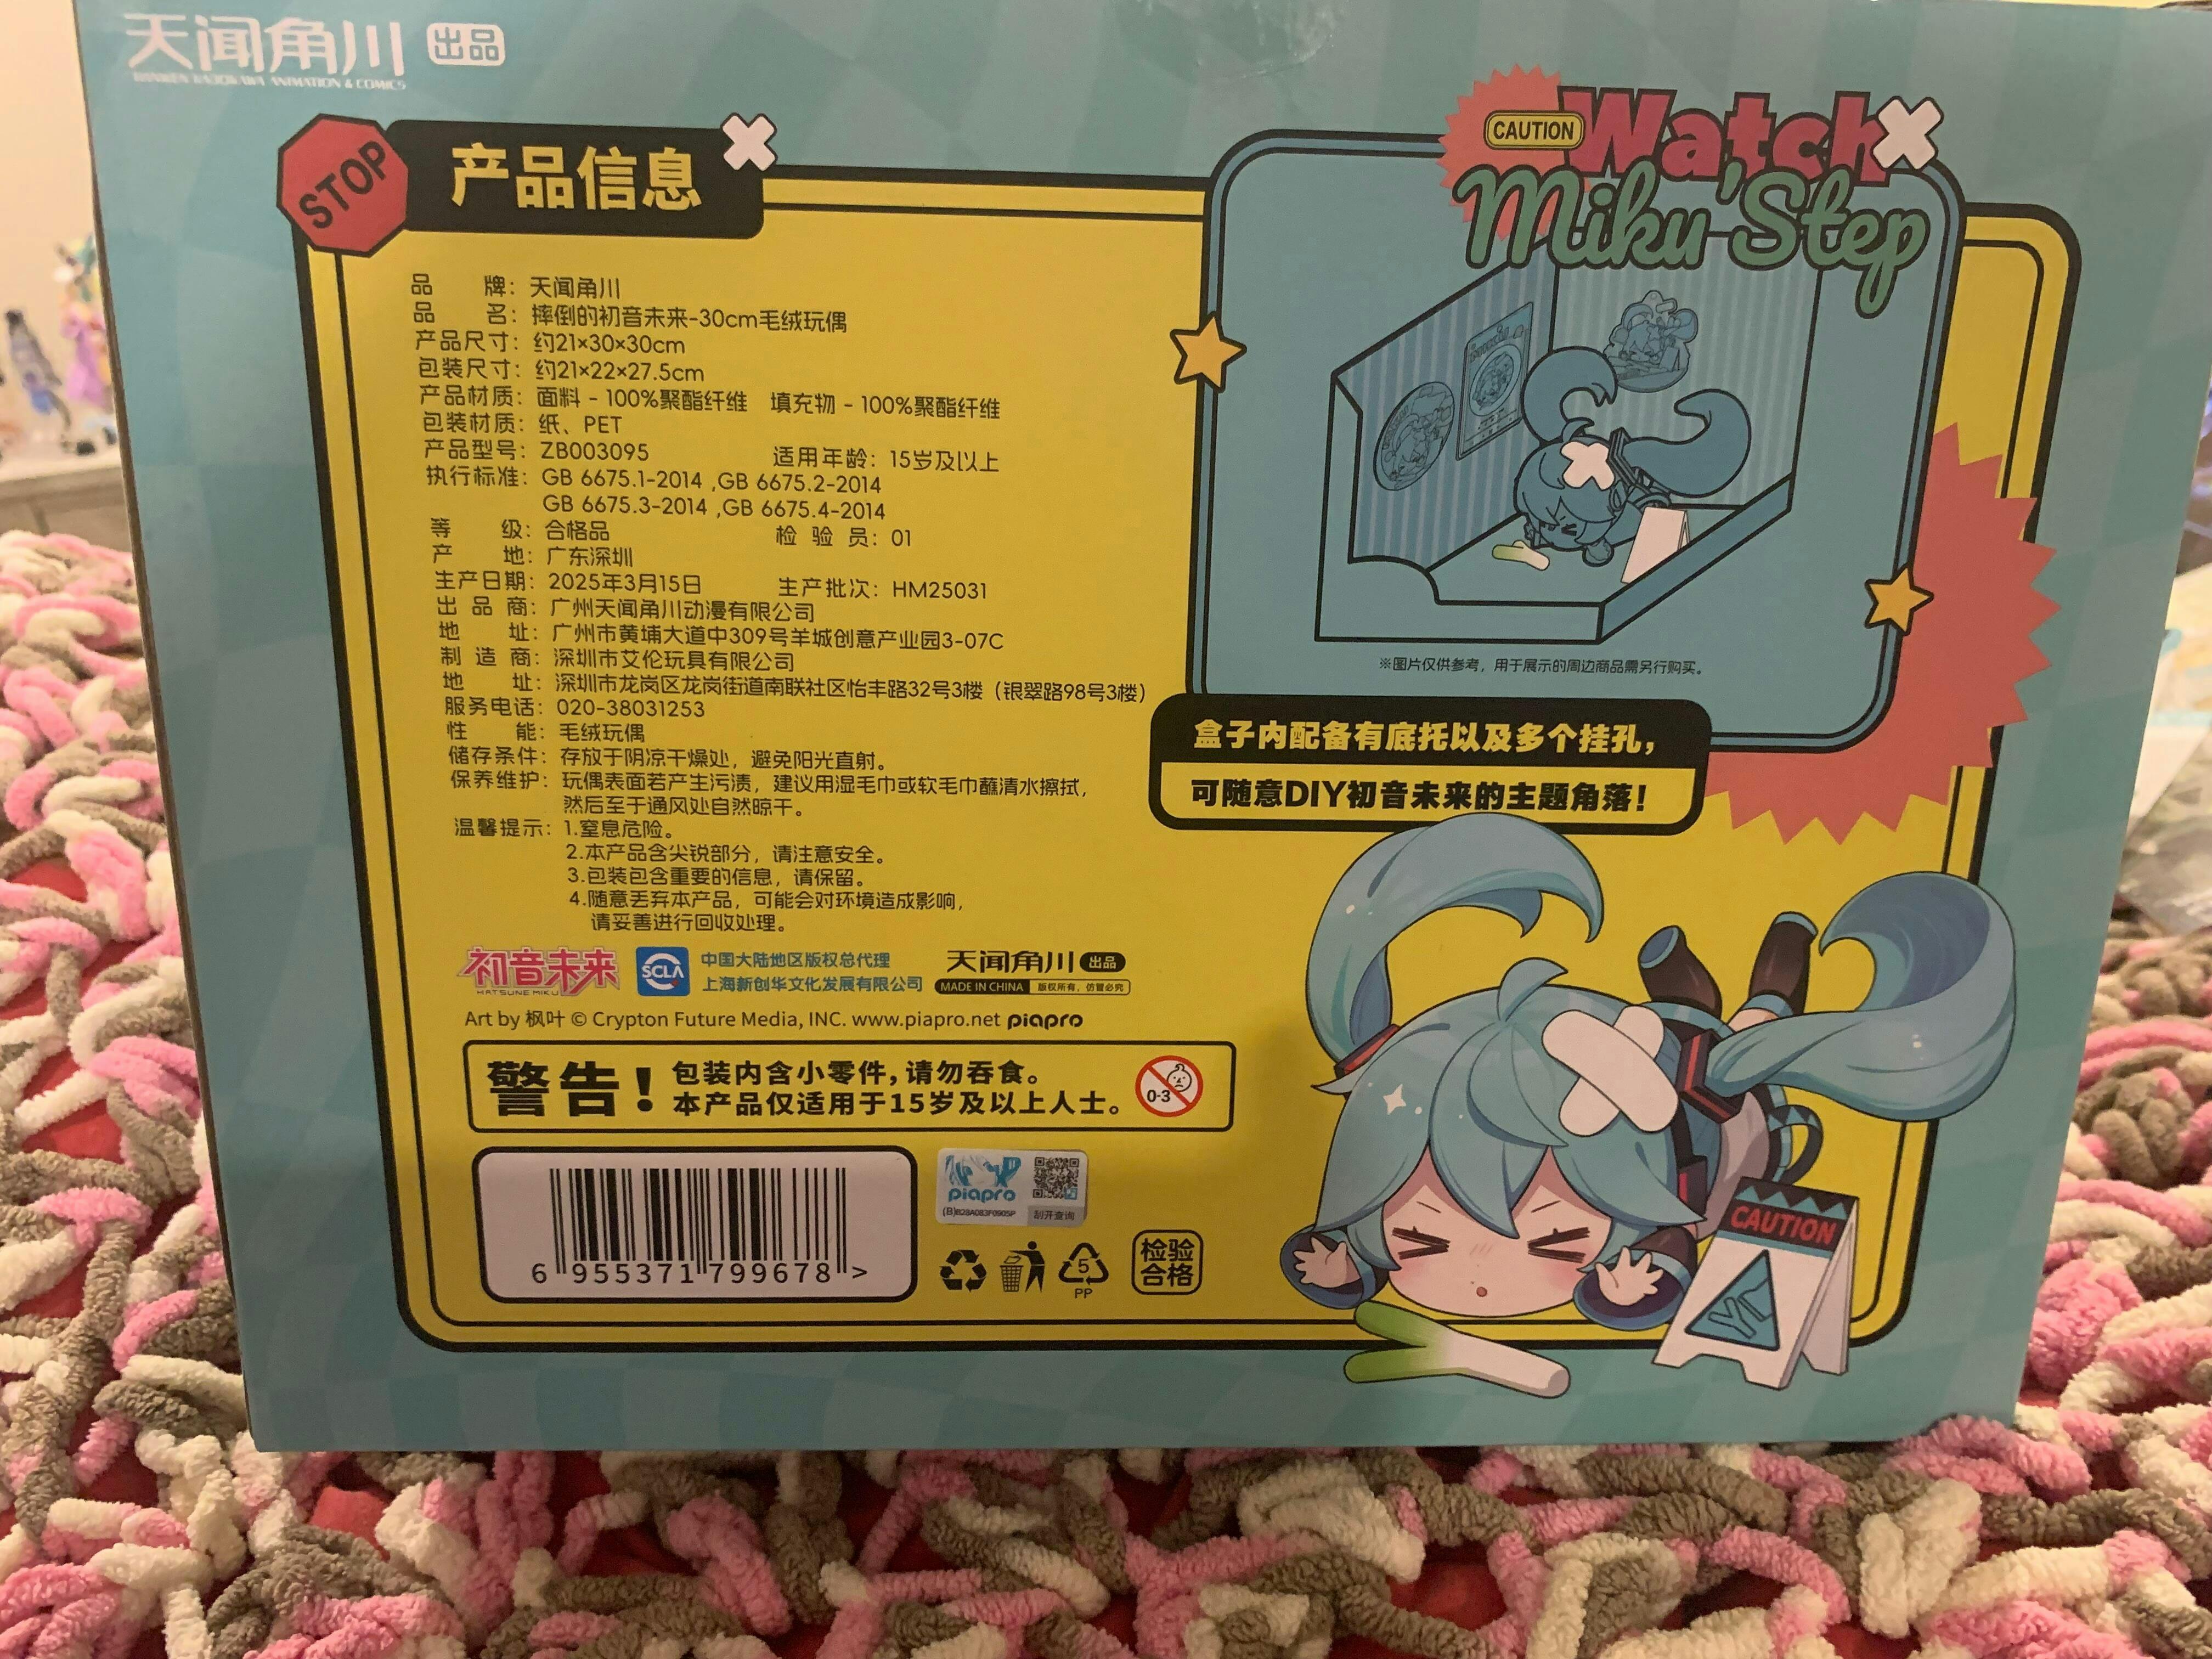 天闻角川 出品
TIANWEN KADOKAWA ANIMATION & COMICS
STOP
产品信息
品牌：天闻角川
品名：摔倒的初音未来-30cm毛绒玩偶
产品尺寸：约21×30×30cm
包装尺寸：约21×22×27.5cm
产品材质：面料 - 100%聚酯纤维 填充物 - 100%聚酯纤维
包装材质：纸、PET
产品型号：ZB003095 适用年龄：15岁及以上
执行标准：GB 6675.1-2014 ,GB 6675.2-2014
GB 6675.3-2014 ,GB 6675.4-2014
等级：合格品 检验员：01
产地：广东深圳
生产日期：2025年3月15日 生产批次：HM25031
出品商：广州天闻角川动漫有限公司
地址：广州市黄埔大道中309号羊城创意产业园3-07C
制造商：深圳市艾伦玩具有限公司
地址：深圳市龙岗区龙岗街道南联社区怡丰路32号3楼（银翠路98号3楼）
服务电话：020-38031253
性能：毛绒玩偶
储存条件：存放于阴凉干燥处，避免阳光直射。
保养维护：玩偶表面若产生污渍，建议用湿毛巾或软毛巾蘸清水擦拭，
然后至于通风处自然晾干。
温馨提示：1.窒息危险。
2.本产品含尖锐部分，请注意安全。
3.包装包含重要的信息，请保留。
4.随意丢弃本产品，可能会对环境造成影响，
请妥善进行回收处理。
初音未来
HATSUNE MIKU
SCLA
中国大陆地区版权总代理
上海新创华文化发展有限公司
天闻角川 出品
MADE IN CHINA 版权所有，仿冒必究
Art by 枫叶 © Crypton Future Media, INC. www.piapro.net piapro
警告！
包装内含小零件，请勿吞食。
本产品仅适用于15岁及以上人士。
0-3
6 955371 799678 >
piapro
刮开查询
5
PP
检验
合格
CAUTION
Watch
Miku'Step
※图片仅供参考，用于展示的周边商品需另行购买。
盒子内配备有底托以及多个挂孔，
可随意DIY初音未来的主题角落！
CAUTION